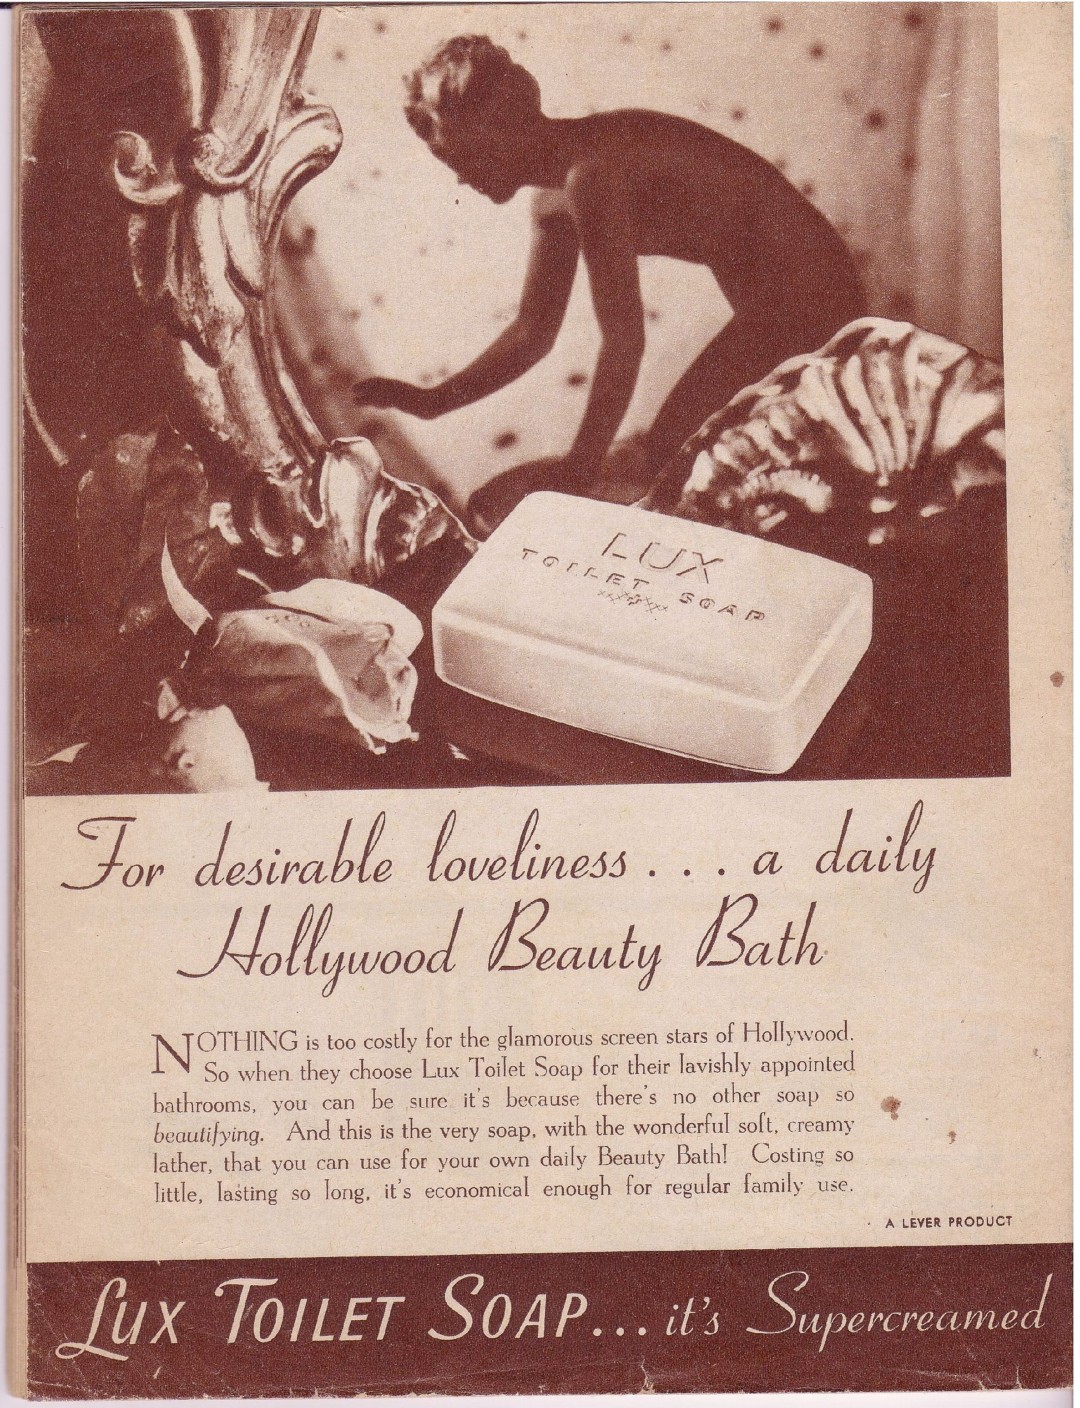 LUX
TOILET SOAP
For desirable loveliness . . . a daily
Hollywood Beauty Bath
NOTHING is too costly for the glamorous screen stars of Hollywood.
So when they choose Lux Toilet Soap for their lavishly appointed
bathrooms, you can be sure it's because there's no other soap so
beautifying. And this is the very soap, with the wonderful soft, creamy
lather, that you can use for your own daily Beauty Bath! Costing so
little, lasting so long, it's economical enough for regular family use.
A LEVER PRODUCT
LUX TOILET SOAP... it's Supercreamed